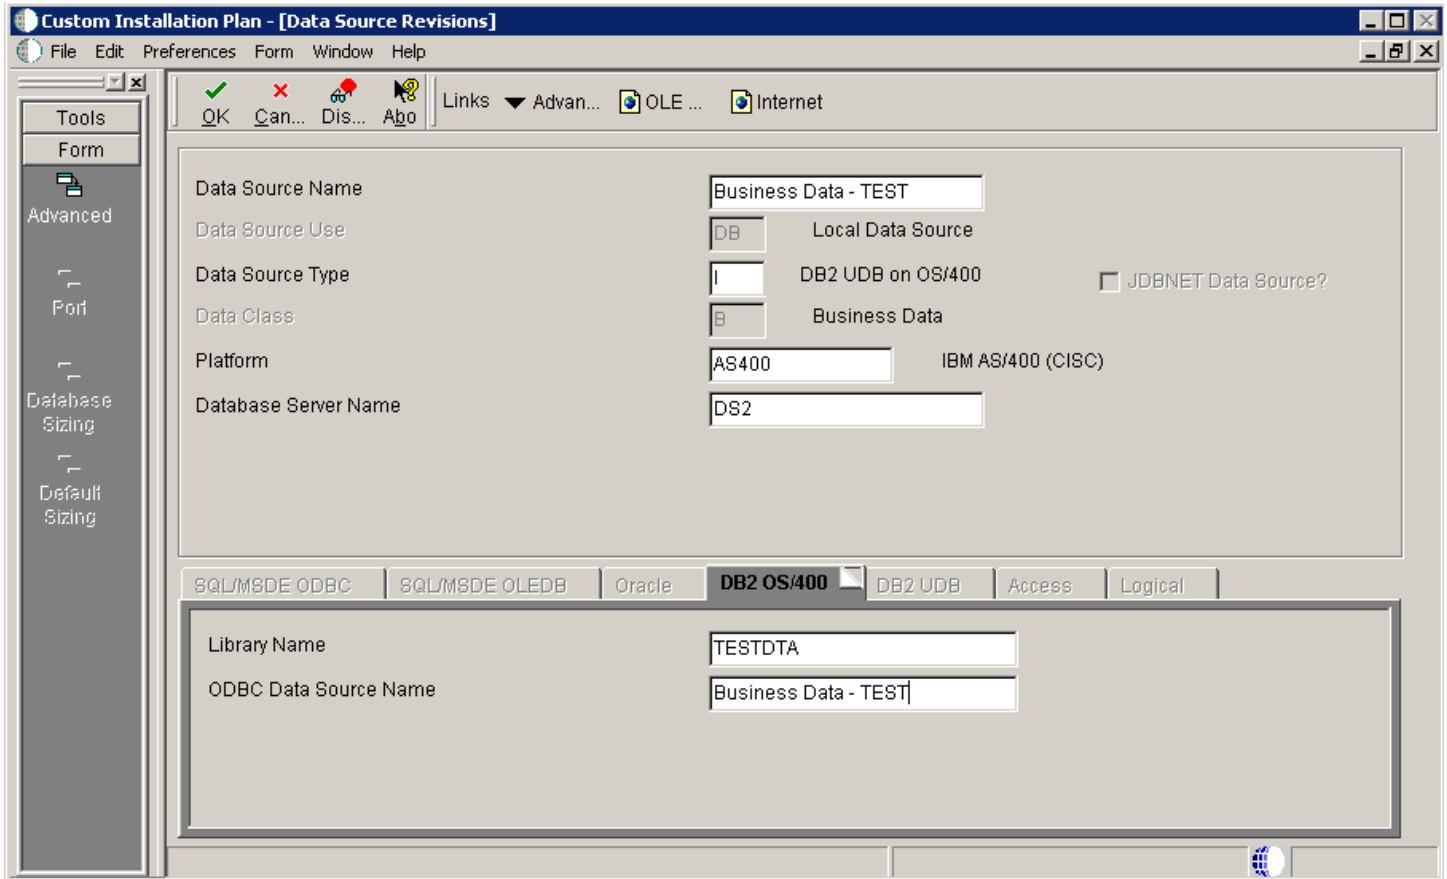 Custom Installation Plan - [Data Source Revisions]
File Edit Preferences Form Window Help
Tools
Form
Advanced
Port
Database
Sizing
Default
Sizing
OK Can... Dis... Abo Links Advan... OLE ... Internet
Data Source Name Business Data - TEST
Data Source Use DB Local Data Source
Data Source Type I DB2 UDB on OS/400 JDBNET Data Source?
Data Class B Business Data
Platform AS400 IBM AS/400 (CISC)
Database Server Name DS2
SQL/MSDE ODBC SQL/MSDE OLEDB Oracle DB2 OS/400 DB2 UDB Access Logical
Library Name TESTDTA
ODBC Data Source Name Business Data - TEST